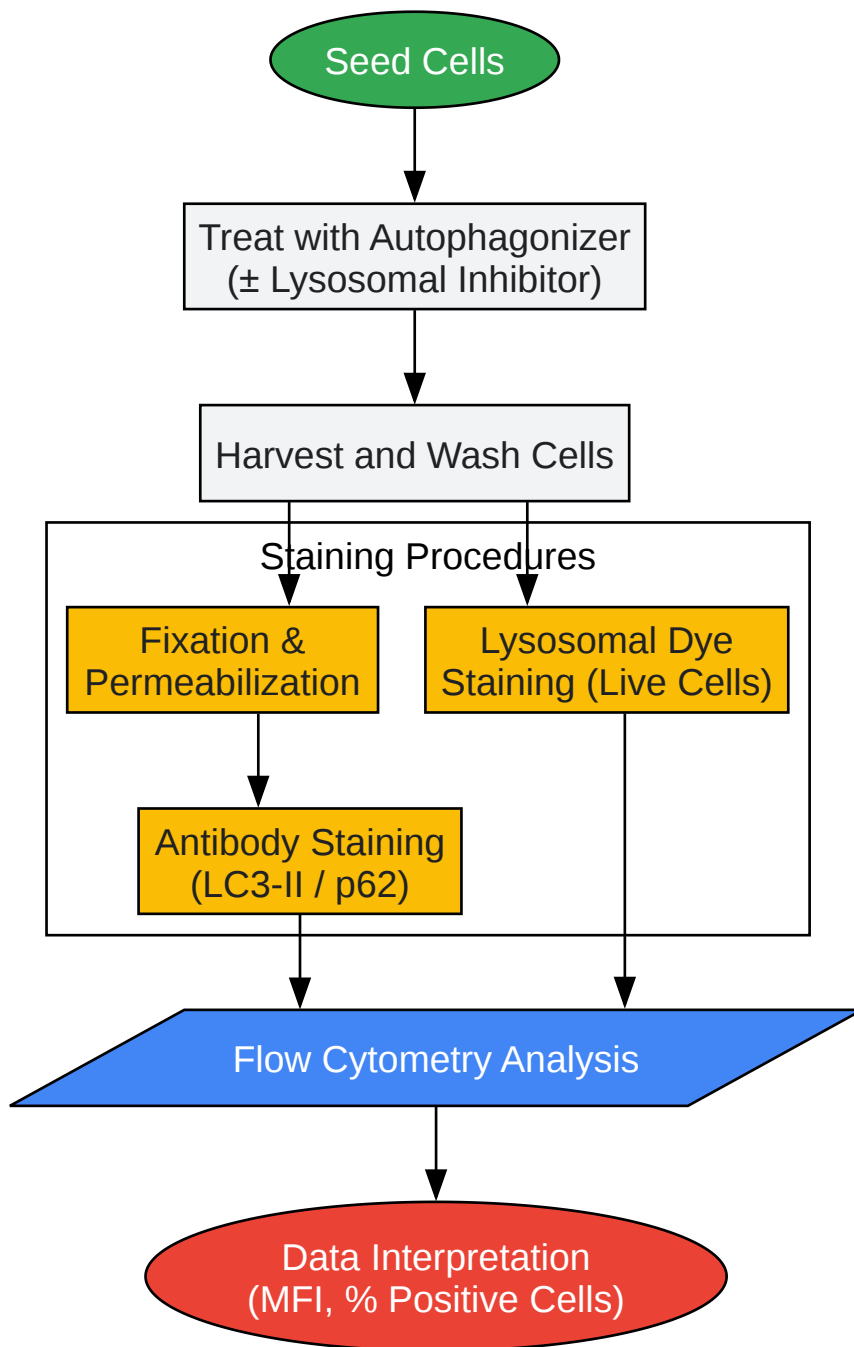 Seed Cells
Treat with Autophagonizer
(± Lysosomal Inhibitor)
Harvest and Wash Cells
Staining Procedures
Fixation &
Permeabilization
Lysosomal Dye
Staining (Live Cells)
Antibody Staining
(LC3-II / p62)
Flow Cytometry Analysis
Data Interpretation
(MFI, % Positive Cells)